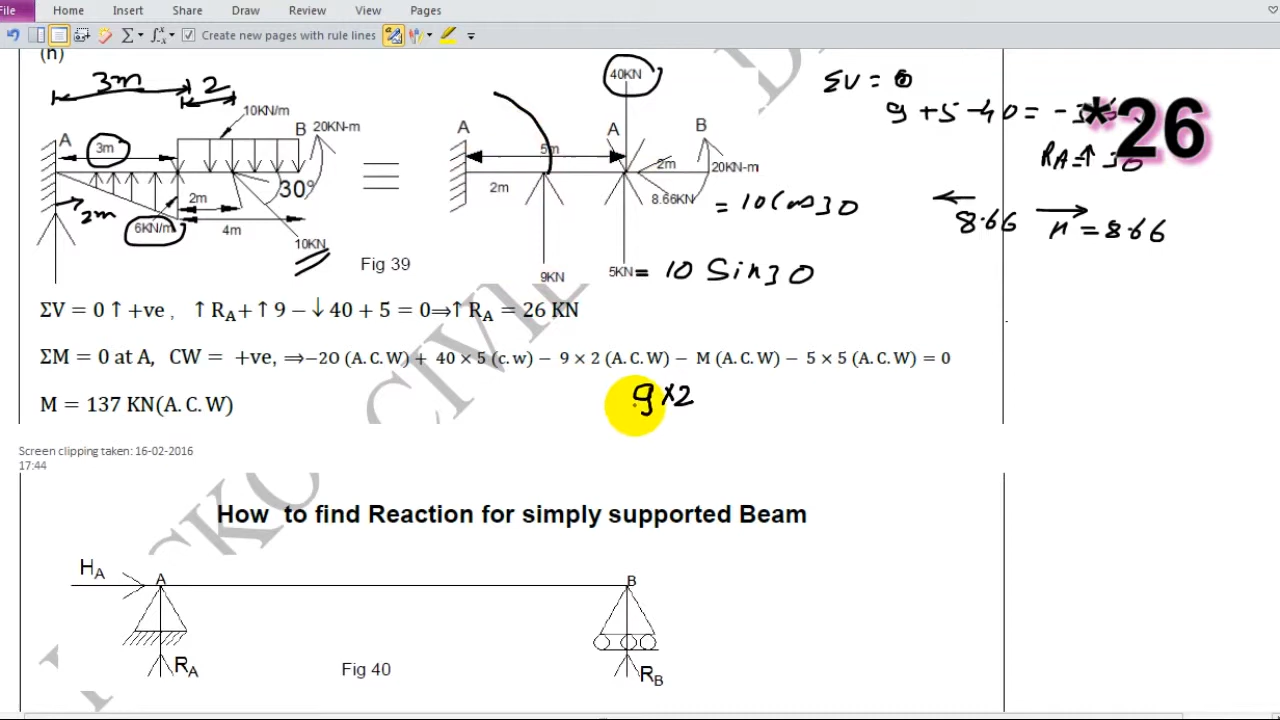 File Home Insert Share Draw Review View Pages
Create new pages with rule lines
(h)
3m 2
10KN/m
A 3m B 20KN-m
30°
2m 2m
6KN/m 4m
10KN
Fig 39
40KN
A A B
5m 2m 20KN-m
2m 8.66KN = 10Cos30
9KN 5KN = 10 Sin30
ΣV = 0
9 + 5 - 40 =
RA = ↑ 30
*26
8.66 H = 8.66
ΣV = 0 ↑ +ve , ↑ RA + ↑ 9 − ↓ 40 + 5 = 0 ⇒ ↑ RA = 26 KN
ΣM = 0 at A, CW = +ve, ⇒ −20 (A. C. W) + 40 × 5 (c. w) − 9 × 2 (A. C. W) − M (A. C. W) − 5 × 5 (A. C. W) = 0
9×2
M = 137 KN(A. C. W)
Screen clipping taken: 16-02-2016
17:44
How to find Reaction for simply supported Beam
HA A B
RA Fig 40 RB